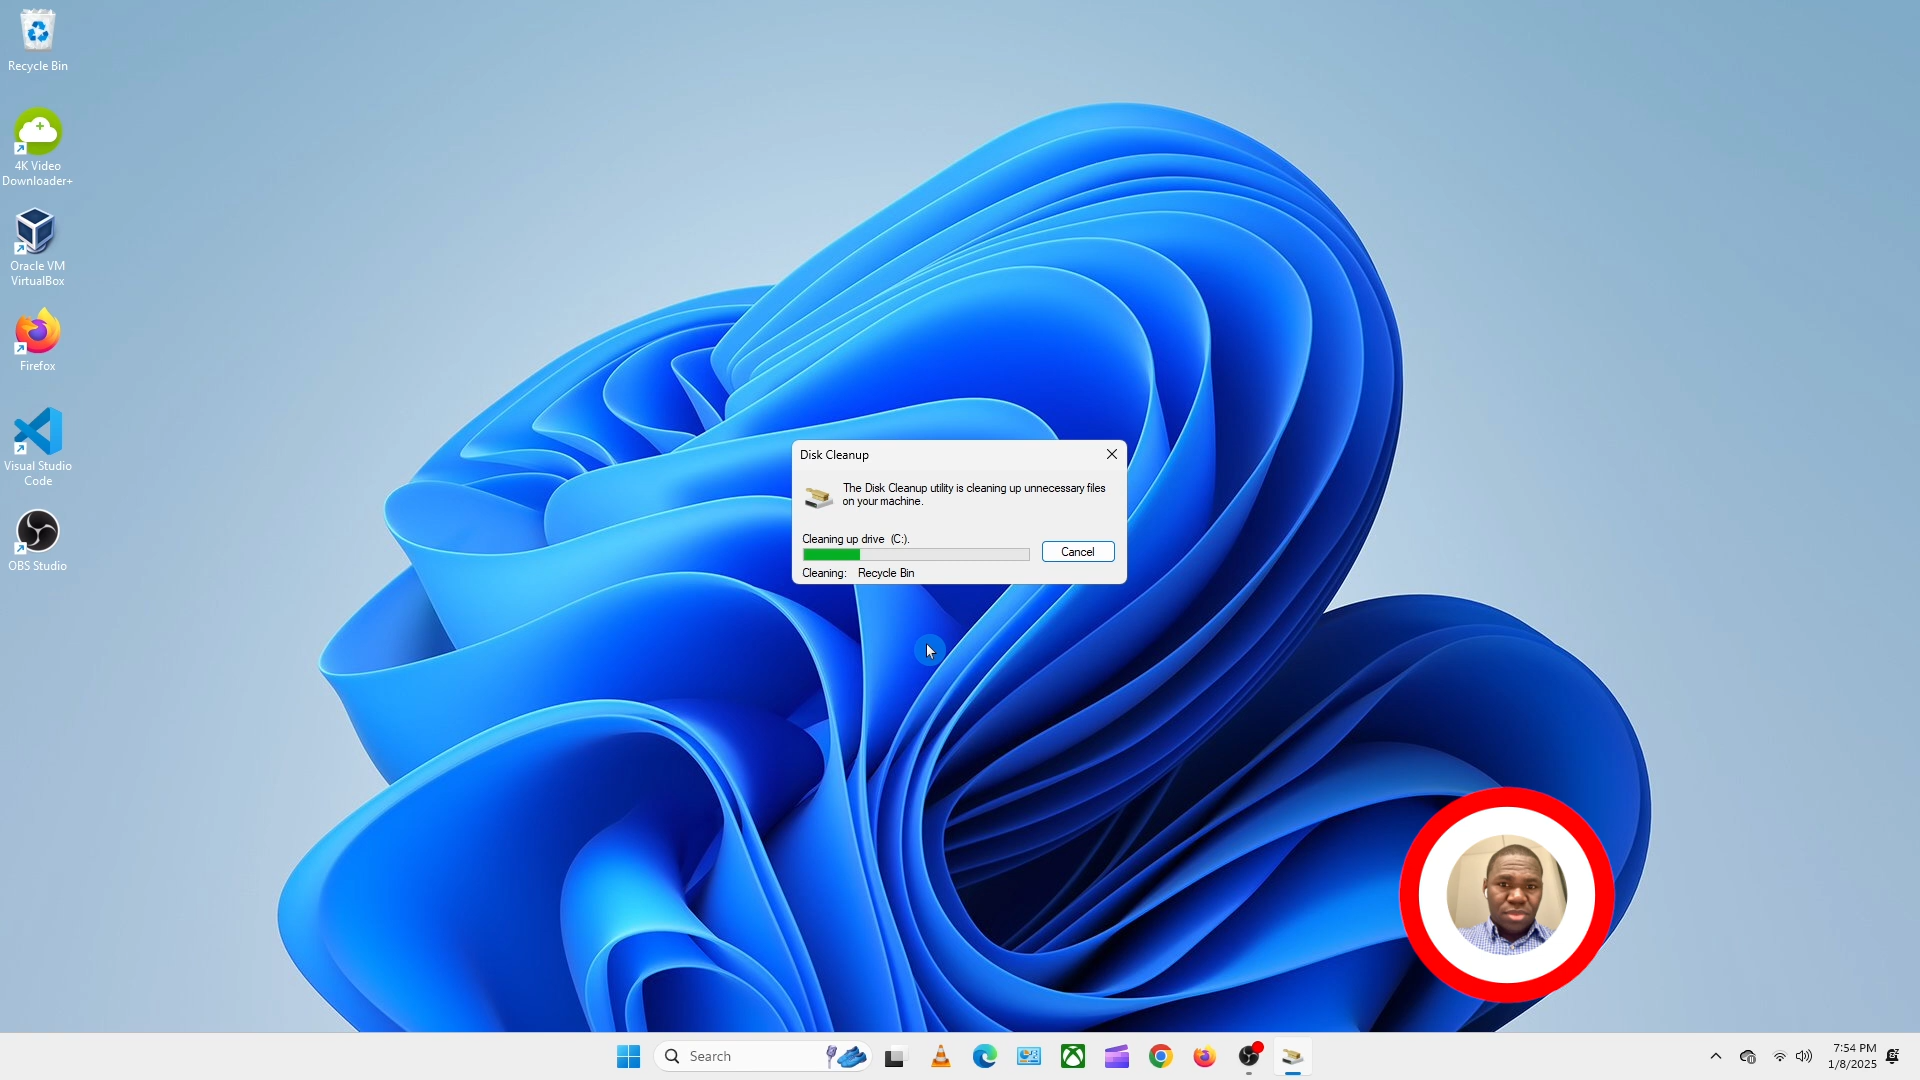 Recycle Bin
4K Video
Downloader+
Oracle VM
VirtualBox
Firefox
Visual Studio
Code
OBS Studio
Disk Cleanup
The Disk Cleanup utility is cleaning up unnecessary files
on your machine.
Cleaning up drive (C:).
Cancel
Cleaning: Recycle Bin
Search
7:54 PM
1/8/2025